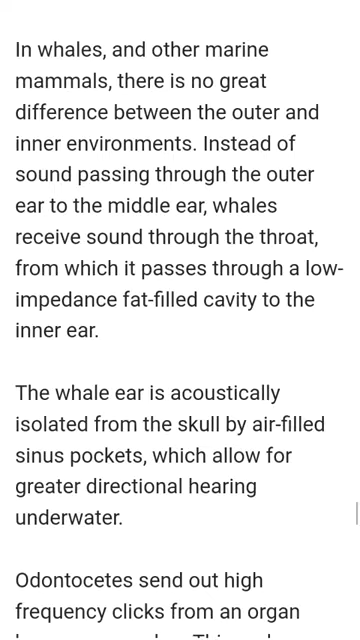 In whales, and other marine
mammals, there is no great
difference between the outer and
inner environments. Instead of
sound passing through the outer
ear to the middle ear, whales
receive sound through the throat,
from which it passes through a low-
impedance fat-filled cavity to the
inner ear.
The whale ear is acoustically
isolated from the skull by air-filled
sinus pockets, which allow for
greater directional hearing
underwater.
Odontocetes send out high
frequency clicks from an organ